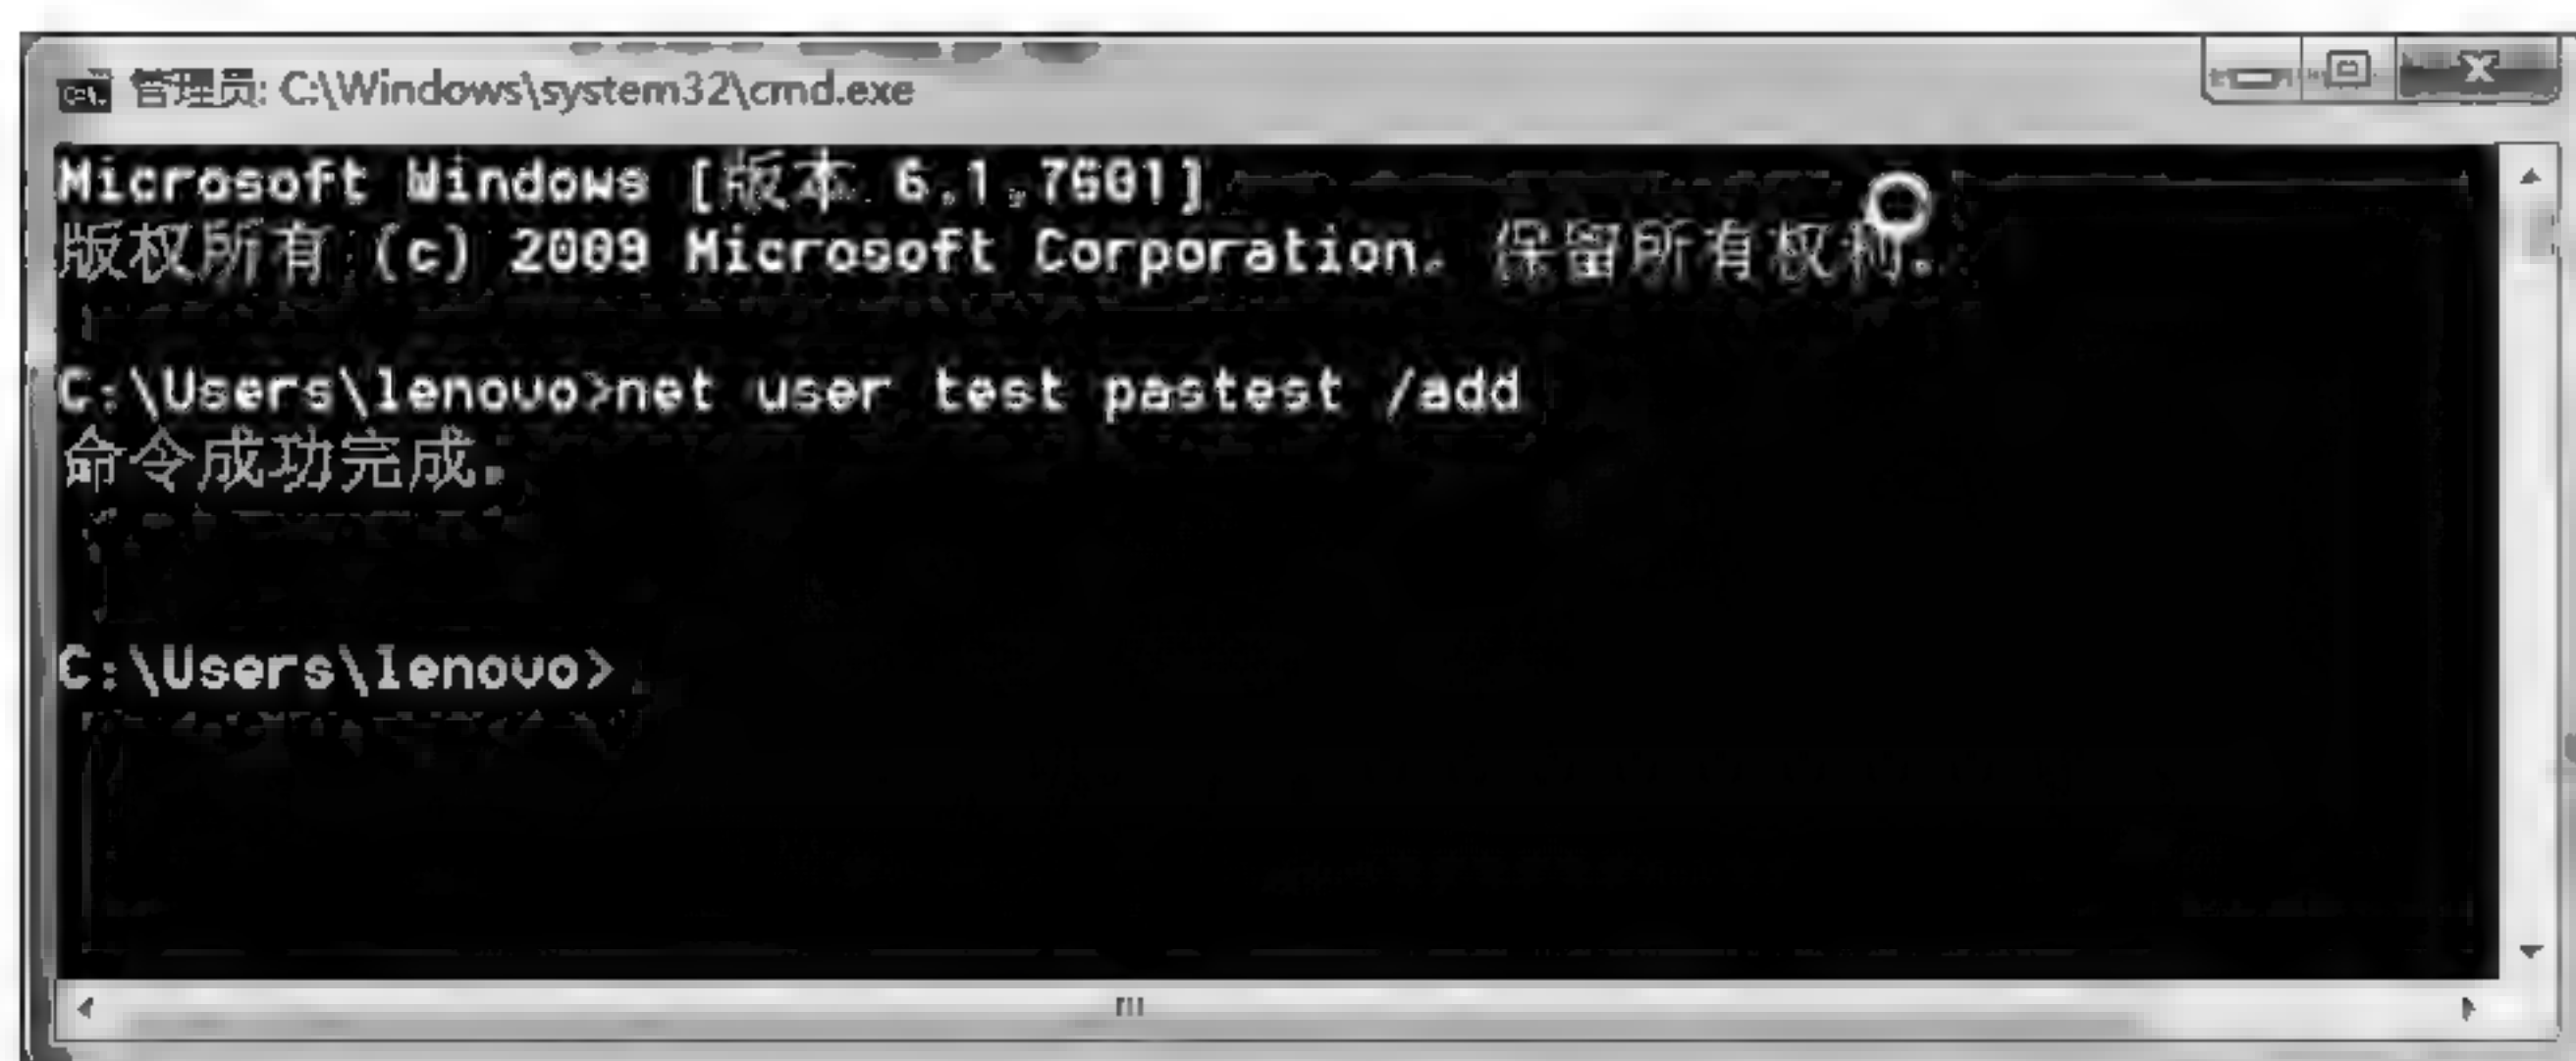 管理员: C:\Windows\system32\cmd.exe
Microsoft Windows [版本 6.1.7601]
版权所有 (c) 2009 Microsoft Corporation. 保留所有权利。
C:\Users\lenovo>net user test pastest /add
命令成功完成。
C:\Users\lenovo>